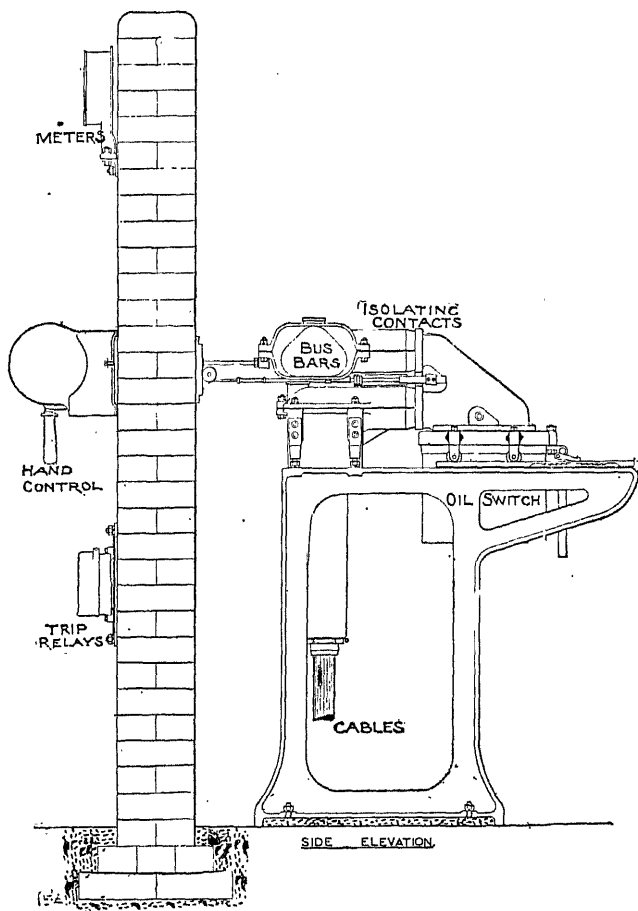 METERS
ISOLATING
CONTACTS
BUS
BARS
HAND
CONTROL
OIL SWITCH
TRIP
RELAYS
CABLES
SIDE ELEVATION